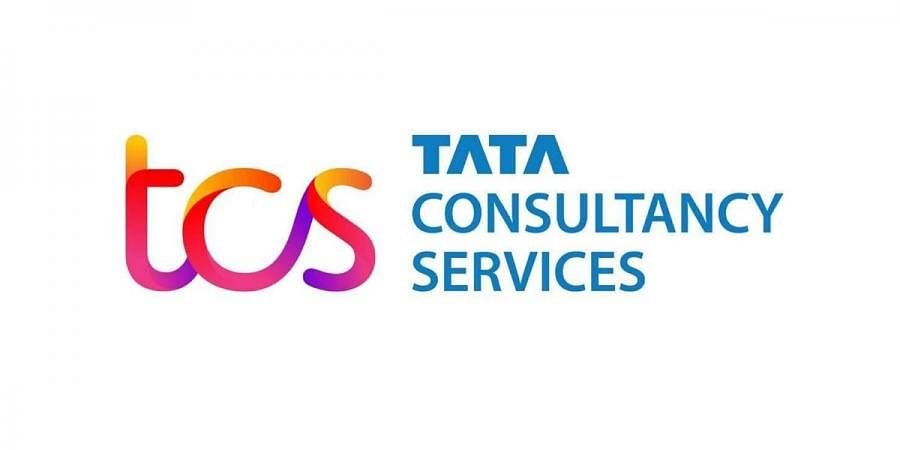 tcs
TATA
CONSULTANCY
SERVICES